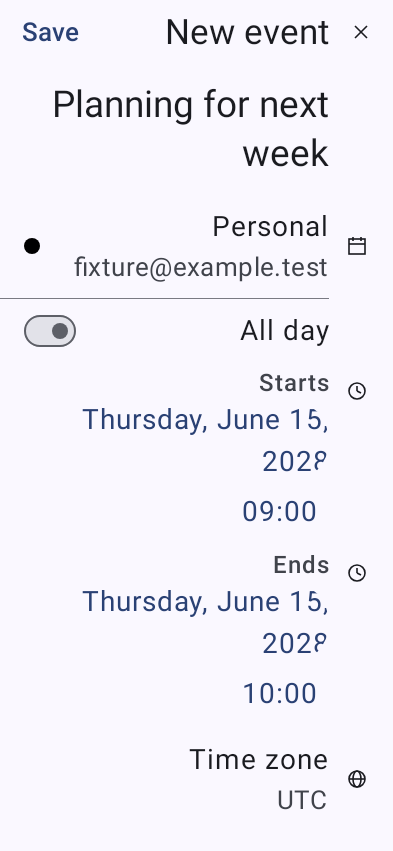 Save
New event
Planning for next
week
Personal
fixture@example.test
All day
Starts
Thursday, June 15,
2028
09:00
Ends
Thursday, June 15,
2028
10:00
Time zone
UTC